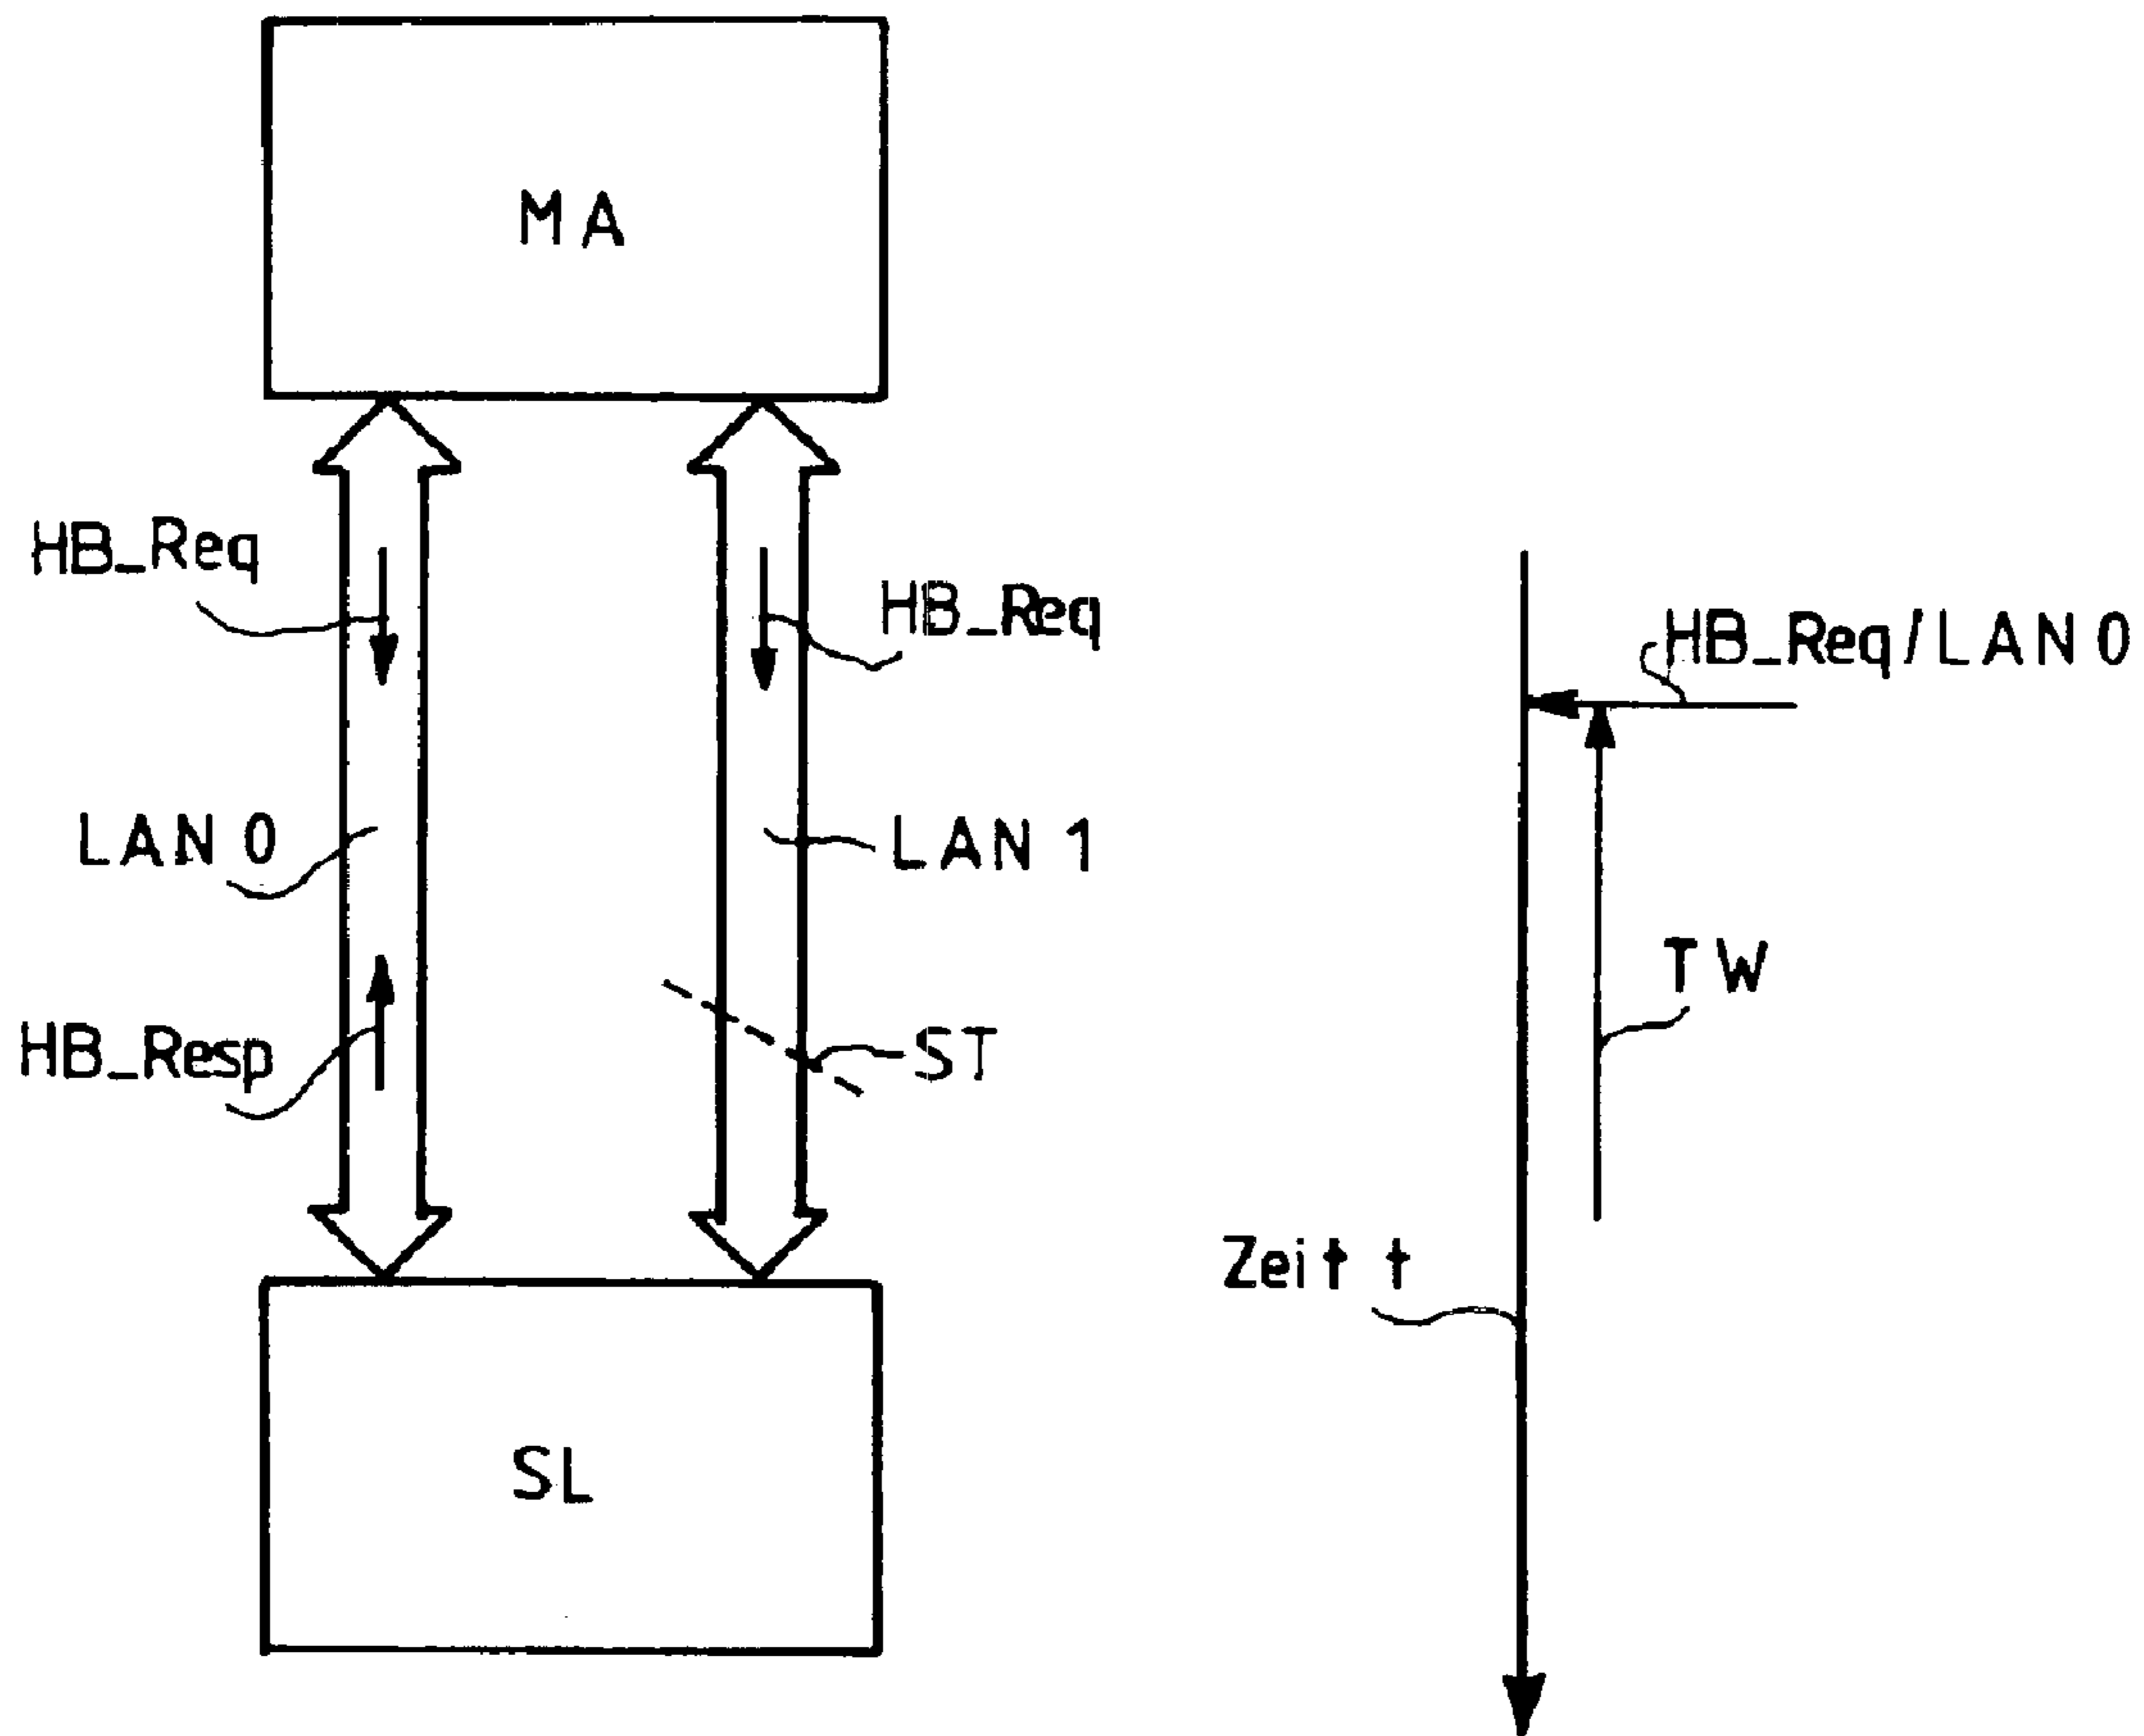 MA
HB_Req
HB_Req
HB_Req/LAN 0
LAN 0
LAN 1
TW
HB_Resp
ST
Zeit t
SL